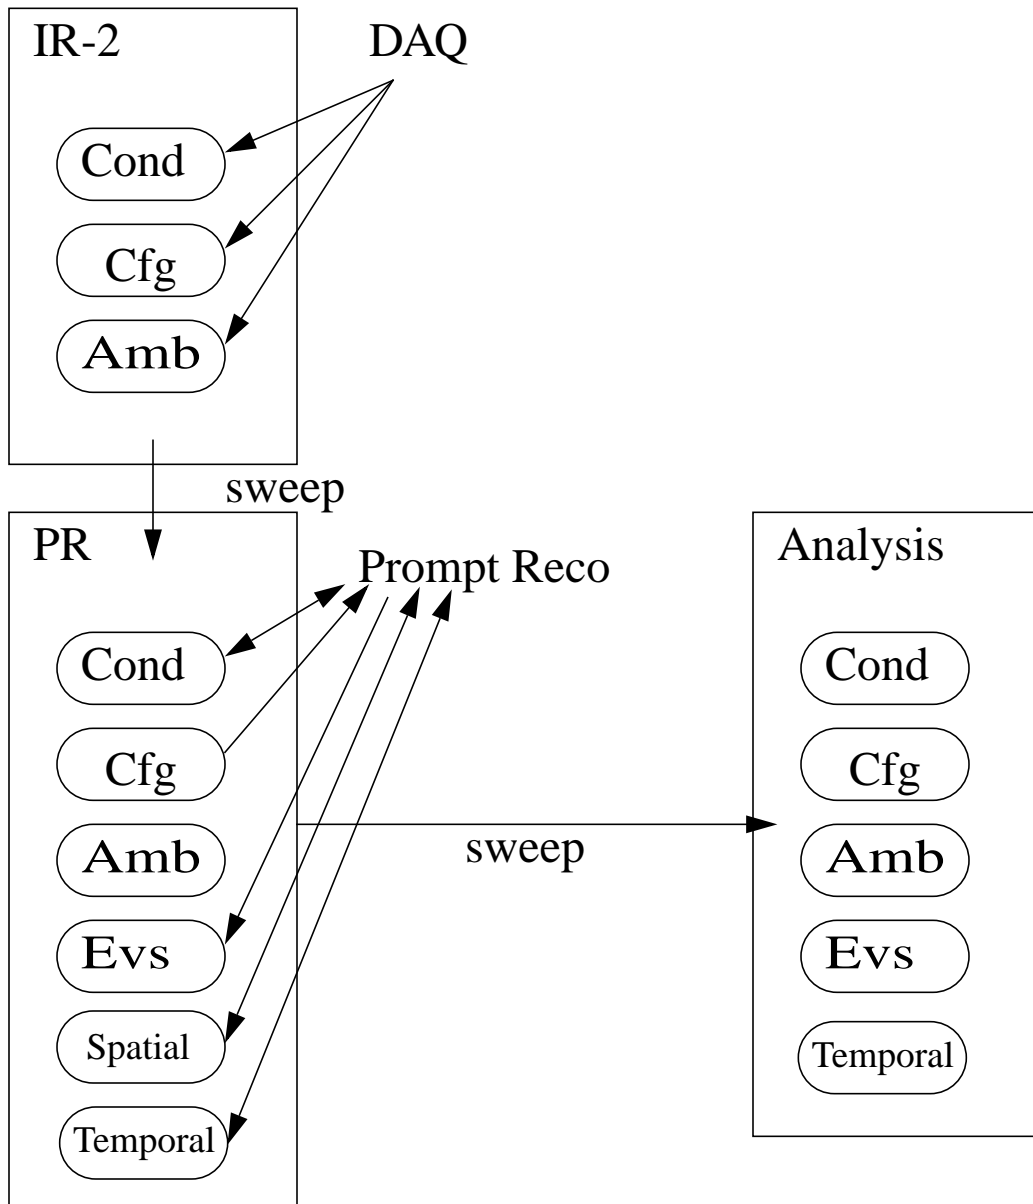 IR-2
DAQ
Cond
Cfg
Amb
sweep
PR
Prompt Reco
Analysis
Cond
Cond
Cfg
Cfg
Amb
sweep
Amb
Evs
Evs
Spatial
Temporal
Temporal